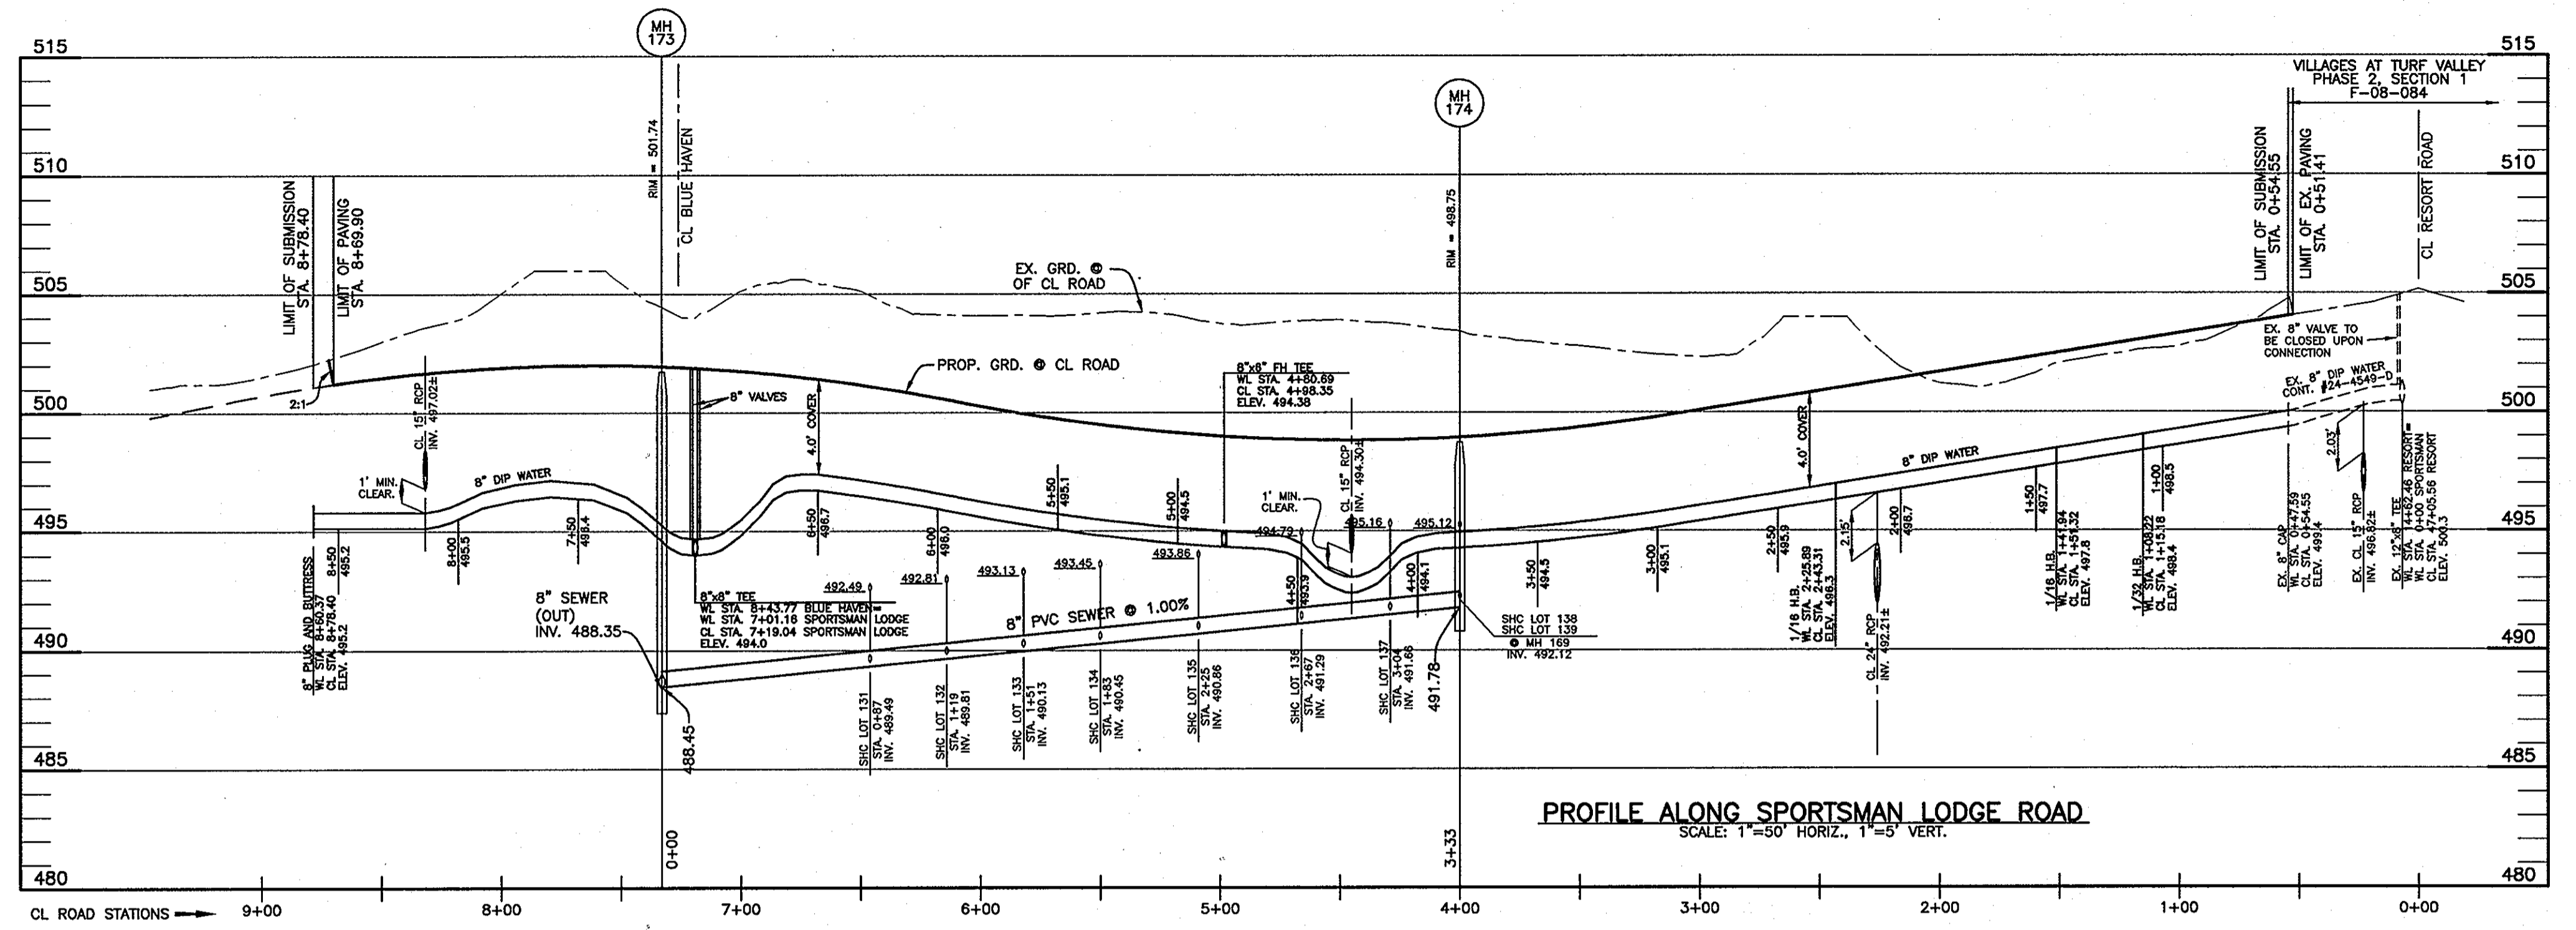 MH
173
MH
174
515
515
510
510
505
505
500
500
495
495
490
490
485
485
480
480
VILLAGES AT TURF VALLEY
PHASE 2, SECTION 1
F-08-084
LIMIT OF SUBMISSION
STA. 8+78.40
LIMIT OF PAVING
STA. 8+69.90
RIM = 501.74
CL BLUE HAVEN
RIM = 498.75
LIMIT OF SUBMISSION
STA. 0+54.55
LIMIT OF EX. PAVING
STA. 0+51.41
CL RESORT ROAD
EX. GRD. @
OF CL ROAD
PROP. GRD. @ CL ROAD
2:1
CL 15" RCP
INV. 497.02±
1' MIN.
CLEAR.
8" DIP WATER
8" VALVES
4.0' COVER
8"x6" FH TEE
WL STA. 4+80.69
CL STA. 4+98.35
ELEV. 494.38
1' MIN.
CLEAR.
CL 15" RCP
INV. 494.30±
4.0' COVER
8" DIP WATER
EX. 8" VALVE TO
BE CLOSED UPON
CONNECTION
EX. 8" DIP WATER
CONT. #24-4549-D
2.03'
2.15'
8" PLUG AND BUTTRESS
WL STA. 8+60.37
CL STA. 8+78.40
ELEV. 495.2
8+50
495.2
8+00
495.5
7+50
496.4
6+50
496.7
6+00
496.0
5+50
495.1
5+00
494.5
4+50
493.9
4+00
494.1
3+50
494.5
3+00
495.1
2+50
495.9
2+00
496.7
1+50
497.7
1+00
498.5
8"x8" TEE
WL STA. 8+43.77 BLUE HAVEN=
WL STA. 7+01.16 SPORTSMAN LODGE
CL STA. 7+19.04 SPORTSMAN LODGE
ELEV. 494.0
8" SEWER
(OUT)
INV. 488.35
488.45
8" PVC SEWER @ 1.00%
492.49
492.81
493.13
493.45
493.86
494.79
495.16
495.12
SHC LOT 131
STA. 0+87
INV. 489.49
SHC LOT 132
STA. 1+19
INV. 489.81
SHC LOT 133
STA. 1+51
INV. 490.13
SHC LOT 134
STA. 1+83
INV. 490.45
SHC LOT 135
STA. 2+25
INV. 490.86
SHC LOT 136
STA. 2+67
INV. 491.29
SHC LOT 137
STA. 3+04
INV. 491.66
491.78
SHC LOT 138
SHC LOT 139
@ MH 169
INV. 492.12
1/16 H.B.
WL STA. 2+25.89
CL STA. 2+43.31
ELEV. 496.3
CL 24" RCP
INV. 492.21±
1/16 H.B.
WL STA. 1+41.94
CL STA. 1+51.32
ELEV. 497.8
1/32 H.B.
WL STA. 1+08.22
CL STA. 1+15.18
ELEV. 498.4
EX. 8" CAP
WL STA. 0+47.59
CL STA. 0+54.55
ELEV. 499.4
EX. CL 15" RCP
INV. 496.82±
EX. 12"x8" TEE
WL STA. 14+62.46 RESORT=
WL STA. 0+00 SPORTSMAN
CL STA. 47+05.56 RESORT
ELEV. 500.3
0+00
3+33
PROFILE ALONG SPORTSMAN LODGE ROAD
SCALE: 1"=50' HORIZ., 1"=5' VERT.
CL ROAD STATIONS
9+00
8+00
7+00
6+00
5+00
4+00
3+00
2+00
1+00
0+00